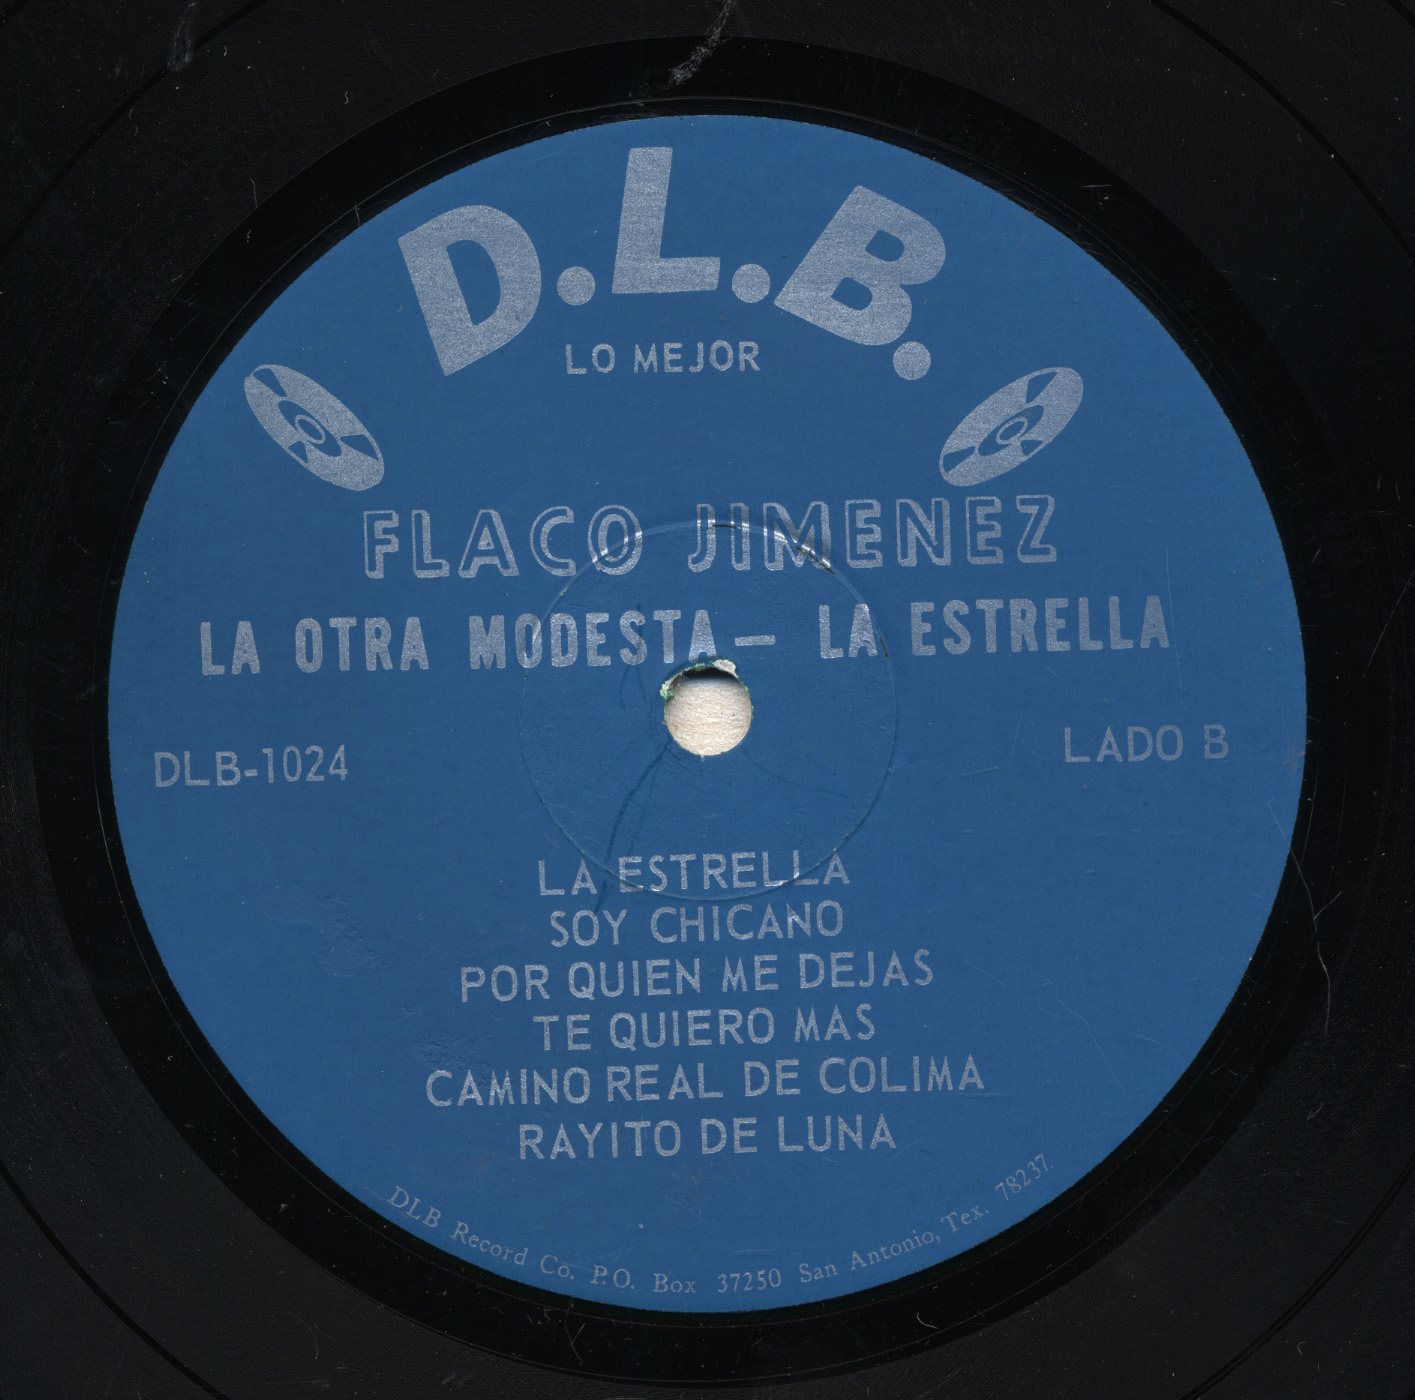 D.L.B.
LO MEJOR
FLACO JIMENEZ
LA OTRA MODESTA — LA ESTRELLA
DLB-1024
LADO B
LA ESTRELLA
SOY CHICANO
POR QUIEN ME DEJAS
TE QUIERO MAS
CAMINO REAL DE COLIMA
RAYITO DE LUNA
DLB Record Co. P.O. Box 37250 San Antonio, Tex. 78237